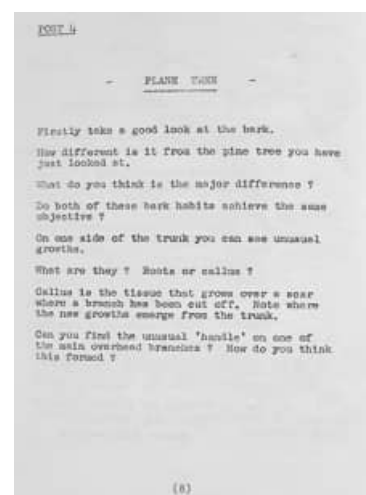 POST 4
- PLANE TREE -
Firstly take a good look at the bark.
How different is it from the pine tree you have
just looked at.
What do you think is the major difference ?
Do both of these bark habits achieve the same
objective ?
On one side of the trunk you can see unusual
growths.
What are they ? Roots or callus ?
Callus is the tissue that grows over a scar
where a branch has been cut off. Note where
the new growths emerge from the trunk.
Can you find the unusual 'handle' on one of
the main overhead branches ? How do you think
this formed ?
(8)